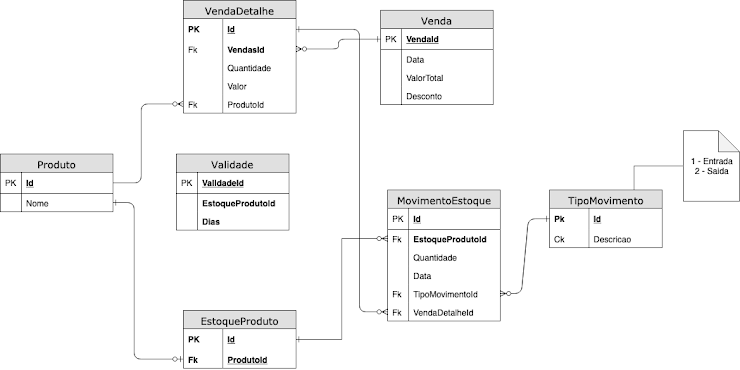 VendaDetalhe
PK Id
Fk VendasId
Quantidade
Valor
Fk ProdutoId
Venda
PK VendaId
Data
ValorTotal
Desconto
Produto
PK Id
Nome
Validade
PK ValidadeId
EstoqueProdutoId
Dias
1 - Entrada
2 - Saida
MovimentoEstoque
PK Id
Fk EstoqueProdutoId
Quantidade
Data
Fk TipoMovimentoId
Fk VendaDetalheId
TipoMovimento
Pk Id
Ck Descricao
EstoqueProduto
PK Id
Fk ProdutoId